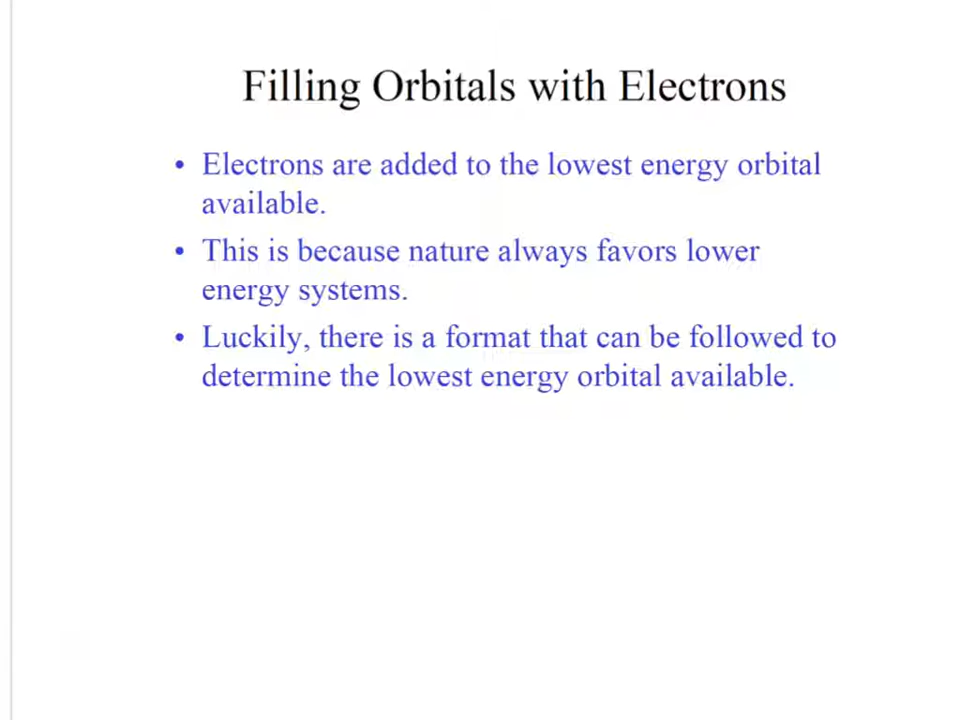 Filling Orbitals with Electrons
• Electrons are added to the lowest energy orbital
available.
• This is because nature always favors lower
energy systems.
• Luckily, there is a format that can be followed to
determine the lowest energy orbital available.